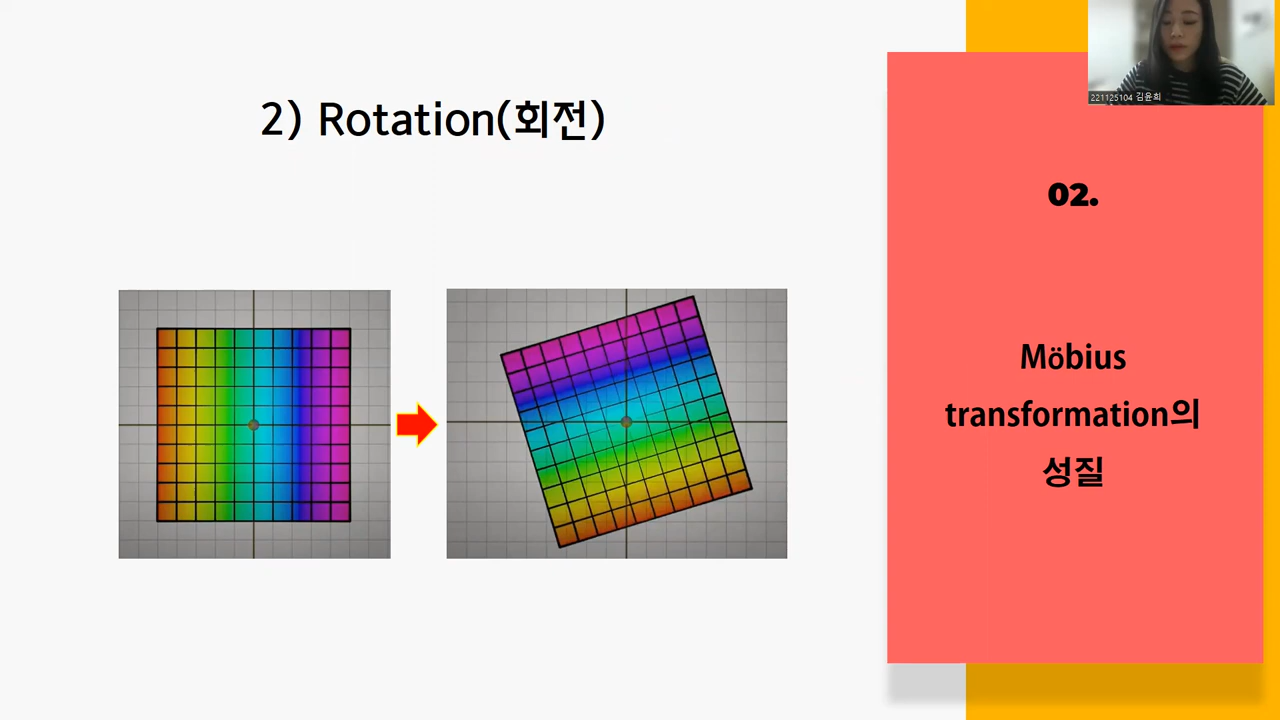 2) Rotation(회전)
221125104 김윤희
02.
Möbius
transformation의
성질